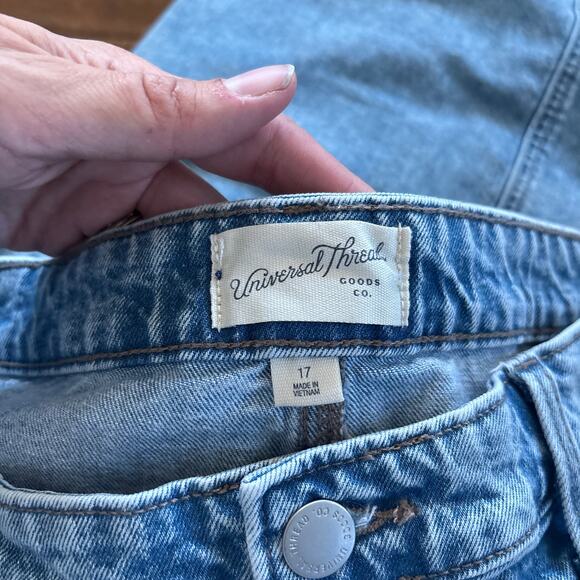 Universal Thread
GOODS
CO.
17
MADE IN
VIETNAM